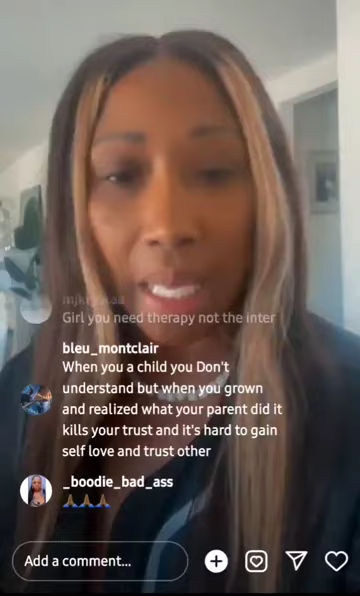 mjkrystaa
Girl you need therapy not the inter
bleu_montclair
When you a child you Don't
understand but when you grown
and realized what your parent did it
kills your trust and it's hard to gain
self love and trust other
_boodie_bad_ass
🙏🏾🙏🏾🙏🏾
Add a comment...